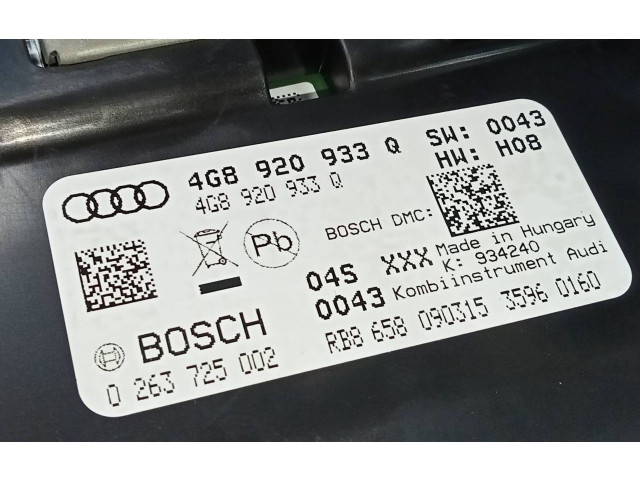 4G8 920 933 Q SW: 0043
4G8 920 933 Q HW: H08
Pb BOSCH DMC:
04S XXX Made in Hungary
K: 934240
0043 Kombiinstrument Audi
BOSCH RB8 658 090315 3596 0160
0 263 725 002